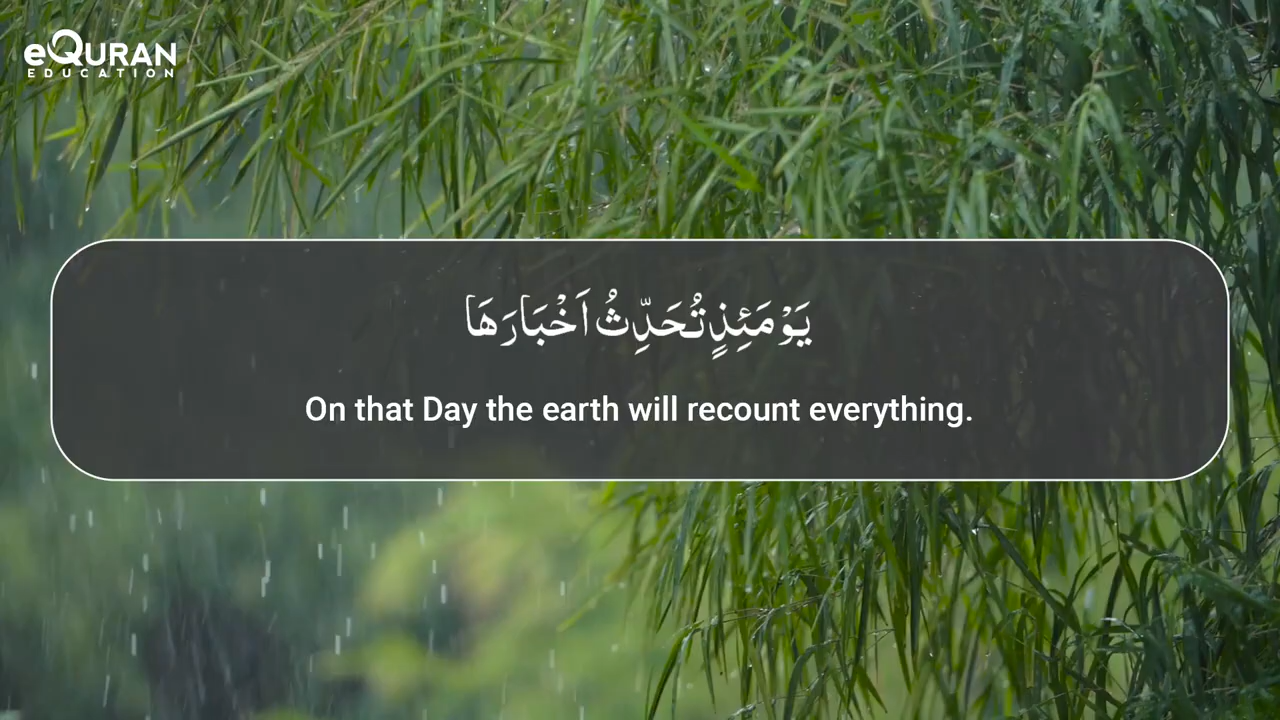 eQURAN
EDUCATION
يَوْمَئِذٍ تُحَدِّثُ اَخْبَارَهَا
On that Day the earth will recount everything.